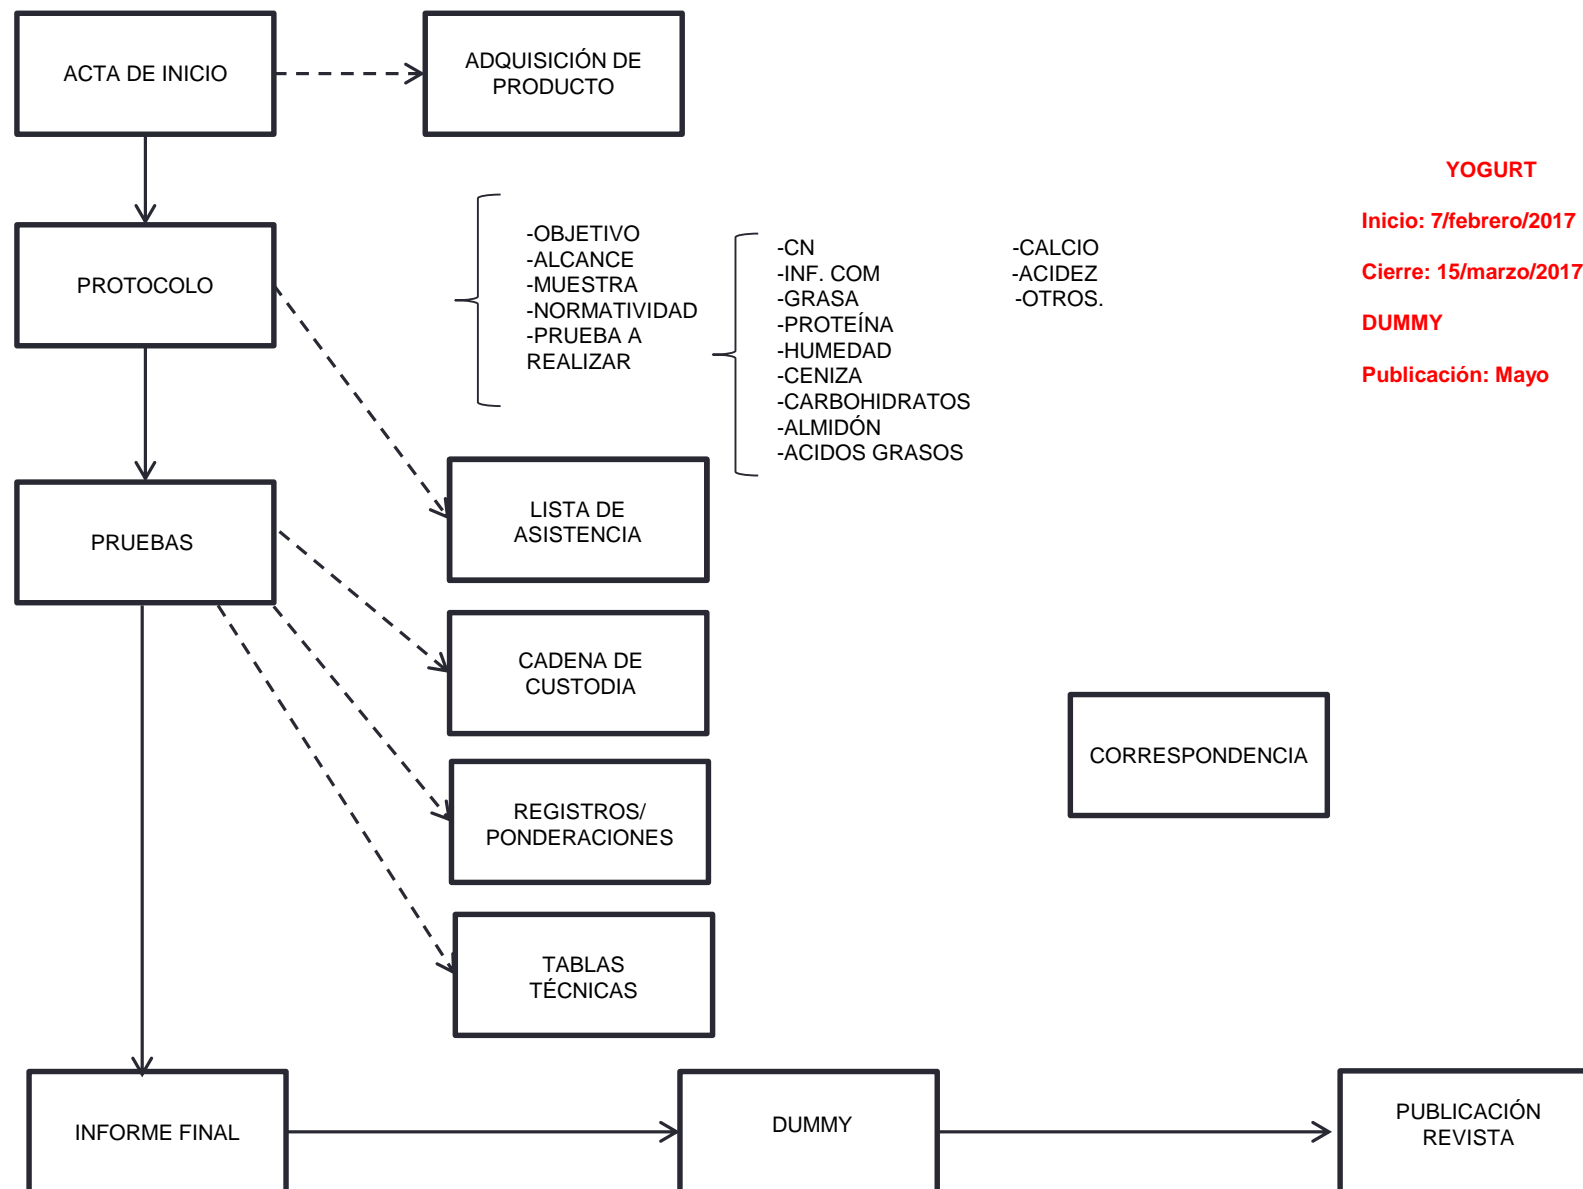 ACTA DE INICIO
ADQUISICIÓN DE
PRODUCTO
YOGURT
Inicio: 7/febrero/2017
Cierre: 15/marzo/2017
DUMMY
Publicación: Mayo
PROTOCOLO
-OBJETIVO
-ALCANCE
-MUESTRA
-NORMATIVIDAD
-PRUEBA A
REALIZAR
-CN
-INF. COM
-GRASA
-PROTEÍNA
-HUMEDAD
-CENIZA
-CARBOHIDRATOS
-ALMIDÓN
-ACIDOS GRASOS
-CALCIO
-ACIDEZ
-OTROS.
LISTA DE
ASISTENCIA
PRUEBAS
CADENA DE
CUSTODIA
CORRESPONDENCIA
REGISTROS/
PONDERACIONES
TABLAS
TÉCNICAS
INFORME FINAL
DUMMY
PUBLICACIÓN
REVISTA